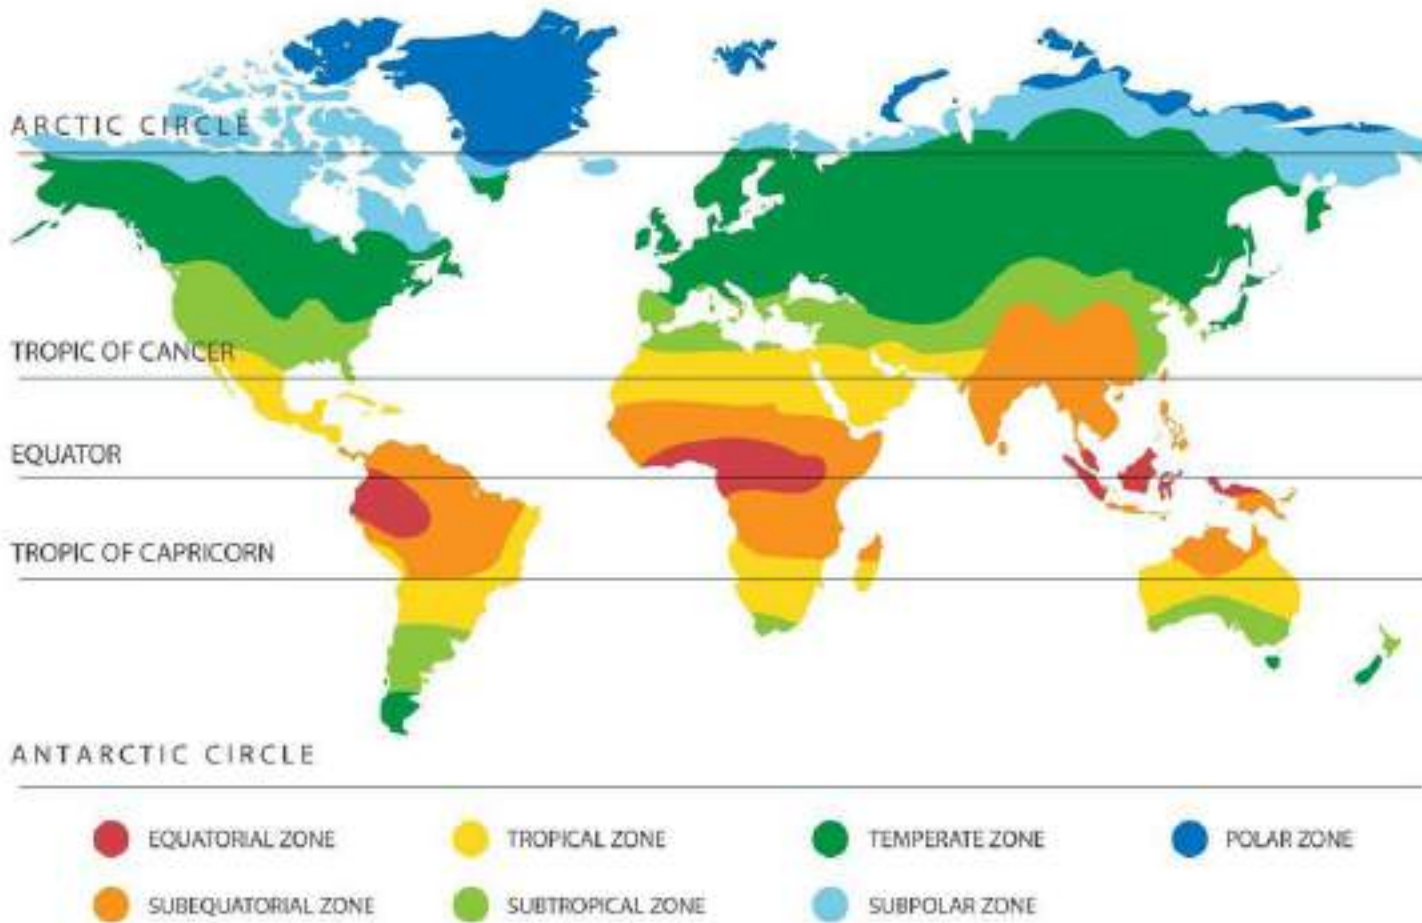 ARCTIC CIRCLE
TROPIC OF CANCER
EQUATOR
TROPIC OF CAPRICORN
ANTARCTIC CIRCLE
EQUATORIAL ZONE
TROPICAL ZONE
TEMPERATE ZONE
POLAR ZONE
SUBEQUATORIAL ZONE
SUBTROPICAL ZONE
SUBPOLAR ZONE